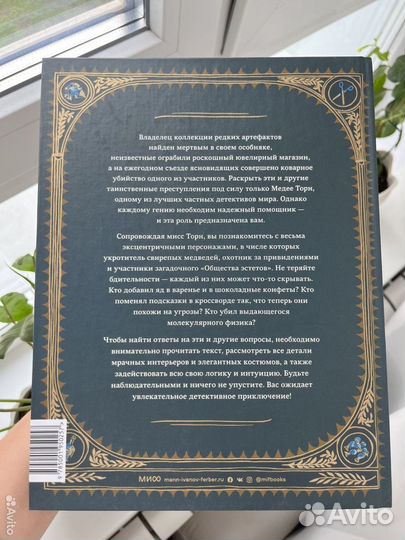 Владелец коллекции редких артефактов
найден мертвым в своем особняке,
неизвестные ограбили роскошный ювелирный магазин,
а на ежегодном съезде ясновидящих совершено коварное
убийство одного из участников. Раскрыть эти и другие
таинственные преступления под силу только Медее Торн,
одному из лучших частных детективов мира. Однако
каждому гению необходим надежный помощник —
и эта роль предназначена вам.
Сопровождая мисс Торн, вы познакомитесь с весьма
эксцентричными персонажами, в числе которых
укротитель свирепых медведей, охотник за привидениями
и участники загадочного «Общества эстетов». Не теряйте
бдительности — каждый из них может что-то скрывать.
Кто добавил яд в варенье и в шоколадные конфеты? Кто
поменял подсказки в кроссворде так, что теперь они
похожи на угрозы? Кто убил выдающегося
молекулярного физика?
Чтобы найти ответы на эти и другие вопросы, необходимо
внимательно прочитать текст, рассмотреть все детали
мрачных интерьеров и элегантных костюмов, а также
задействовать всю свою логику и интуицию. Будьте
наблюдательными и ничего не упустите. Вас ожидает
увлекательное детективное приключение!
МИФ mann-ivanov-ferber.ru @mifbooks
Avito
Avito
Avito